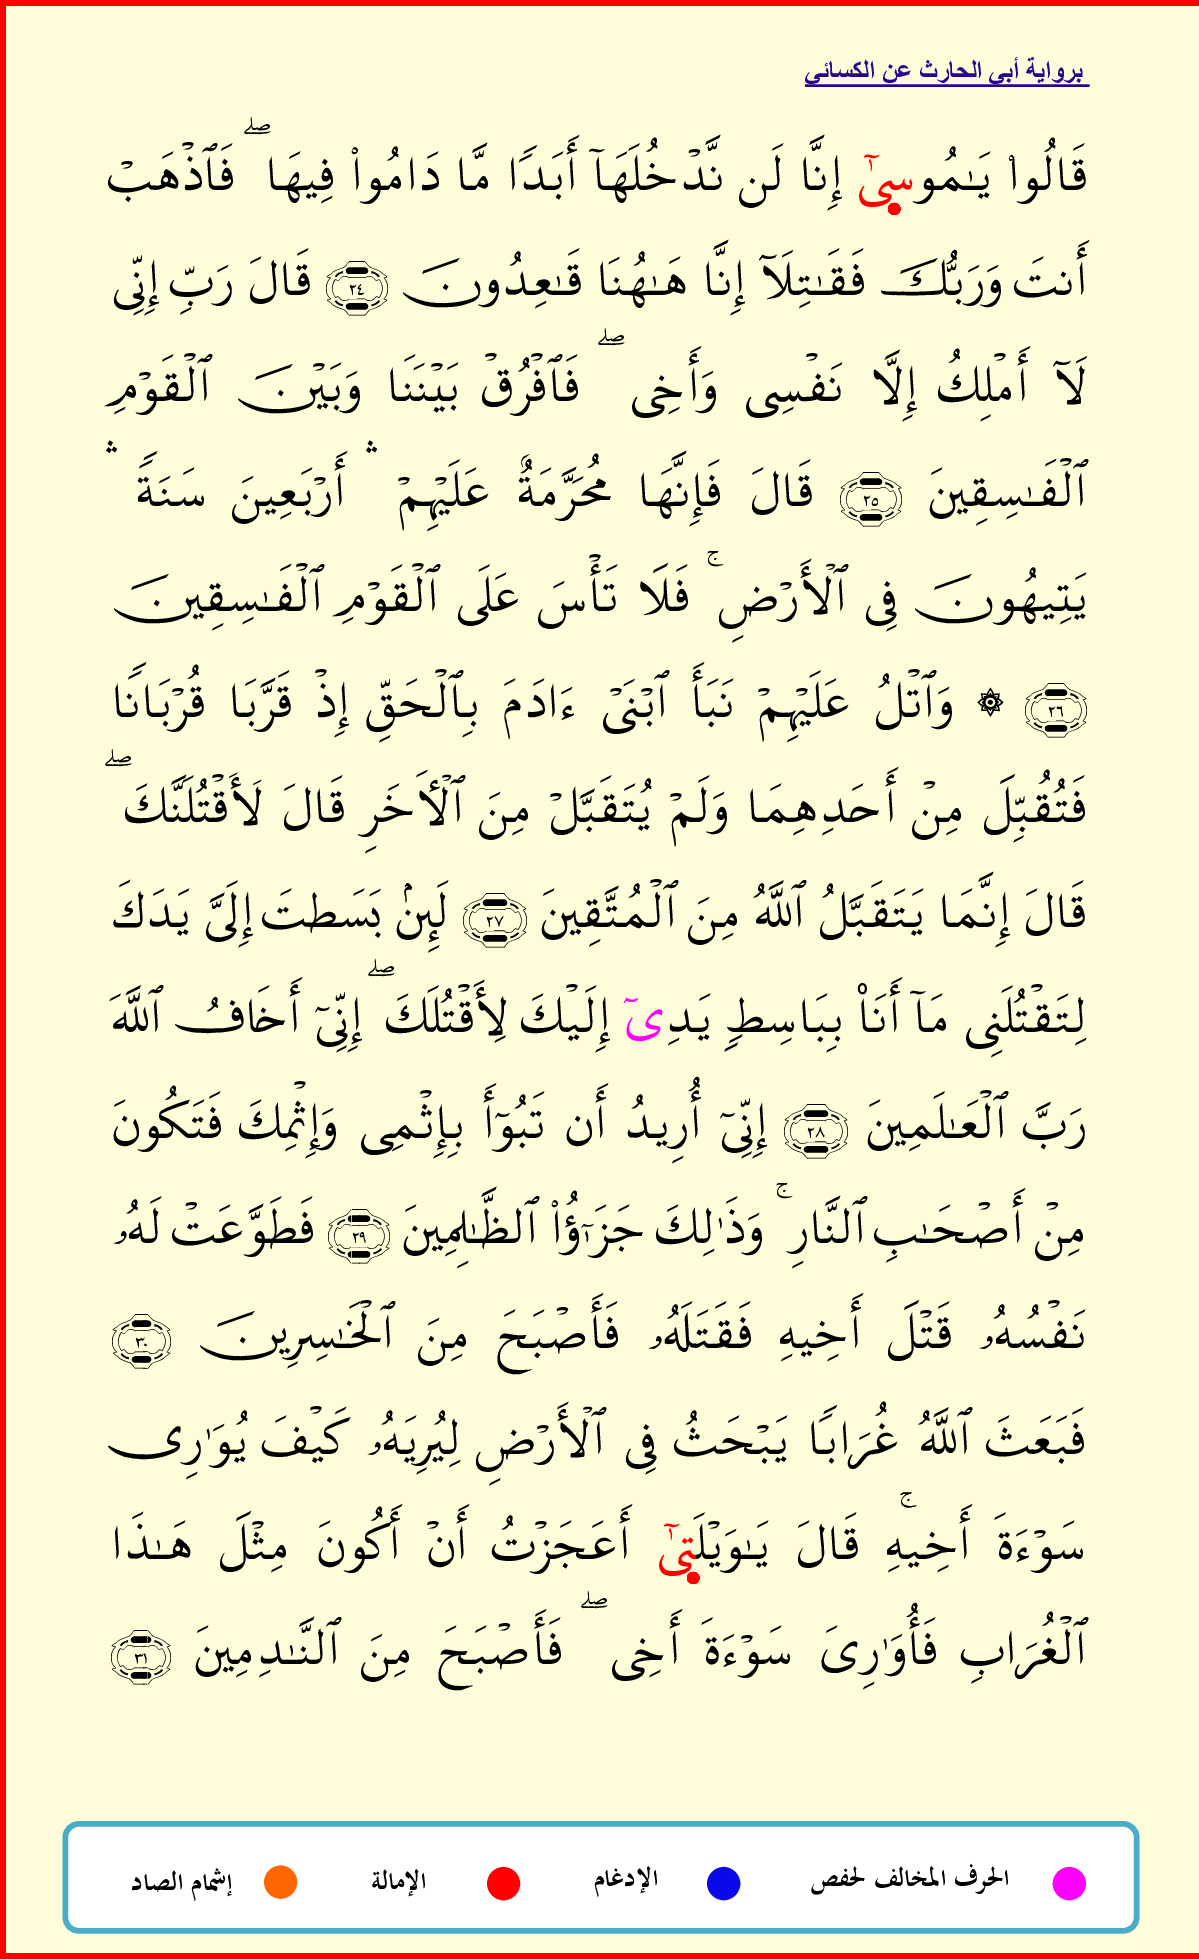 برواية أبي الحارث عن الكسائي
قَالُوا۟ يَـٰمُوسِىٓ إِنَّا لَن نَّدْخُلَهَآ أَبَدًا مَّا دَامُوا۟ فِيهَا ۖ فَٱذْهَبْ
أَنتَ وَرَبُّكَ فَقَـٰتِلَآ إِنَّا هَـٰهُنَا قَـٰعِدُونَ ٢٤ قَالَ رَبِّ إِنِّى
لَآ أَمْلِكُ إِلَّا نَفْسِى وَأَخِى ۖ فَٱفْرُقْ بَيْنَنَا وَبَيْنَ ٱلْقَوْمِ
ٱلْفَـٰسِقِينَ ٢٥ قَالَ فَإِنَّهَا مُحَرَّمَةٌ عَلَيْهِمْ ۛ أَرْبَعِينَ سَنَةً ۛ
يَتِيهُونَ فِى ٱلْأَرْضِ ۚ فَلَا تَأْسَ عَلَى ٱلْقَوْمِ ٱلْفَـٰسِقِينَ
٢٦ ۞ وَٱتْلُ عَلَيْهِمْ نَبَأَ ٱبْنَىْ ءَادَمَ بِٱلْحَقِّ إِذْ قَرَّبَا قُرْبَانًا
فَتُقُبِّلَ مِنْ أَحَدِهِمَا وَلَمْ يُتَقَبَّلْ مِنَ ٱلْـَٔاخَرِ قَالَ لَأَقْتُلَنَّكَ ۖ
قَالَ إِنَّمَا يَتَقَبَّلُ ٱللَّهُ مِنَ ٱلْمُتَّقِينَ ٢٧ لَئِنۢ بَسَطتَ إِلَىَّ يَدَكَ
لِتَقْتُلَنِى مَآ أَنَا۠ بِبَاسِطٍ يَدِىٓ إِلَيْكَ لِأَقْتُلَكَ ۖ إِنِّىٓ أَخَافُ ٱللَّهَ
رَبَّ ٱلْعَـٰلَمِينَ ٢٨ إِنِّىٓ أُرِيدُ أَن تَبُوٓأَ بِإِثْمِى وَإِثْمِكَ فَتَكُونَ
مِنْ أَصْحَـٰبِ ٱلنَّارِ ۚ وَذَٰلِكَ جَزَٰٓؤُا۟ ٱلظَّـٰلِمِينَ ٢٩ فَطَوَّعَتْ لَهُۥ
نَفْسُهُۥ قَتْلَ أَخِيهِ فَقَتَلَهُۥ فَأَصْبَحَ مِنَ ٱلْخَـٰسِرِينَ ٣٠
فَبَعَثَ ٱللَّهُ غُرَابًا يَبْحَثُ فِى ٱلْأَرْضِ لِيُرِيَهُۥ كَيْفَ يُوَٰرِى
سَوْءَةَ أَخِيهِ ۚ قَالَ يَـٰوَيْلَتِىٓ أَعَجَزْتُ أَنْ أَكُونَ مِثْلَ هَـٰذَا
ٱلْغُرَابِ فَأُوَٰرِىَ سَوْءَةَ أَخِى ۖ فَأَصْبَحَ مِنَ ٱلنَّـٰدِمِينَ ٣١
الحرف المخالف لحفص الإدغام الإمالة إشمام الصاد